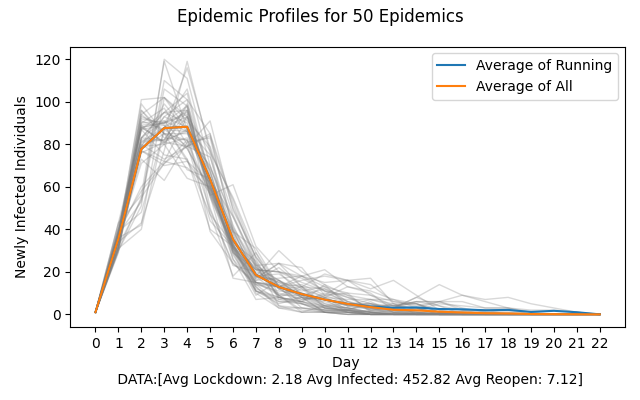 Epidemic Profiles for 50 Epidemics
Average of Running
Average of All
Newly Infected Individuals
120
100
80
60
40
20
0
0 1 2 3 4 5 6 7 8 9 10 11 12 13 14 15 16 17 18 19 20 21 22
Day
DATA:[Avg Lockdown: 2.18 Avg Infected: 452.82 Avg Reopen: 7.12]